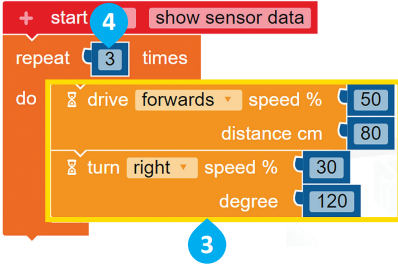 + start 4 show sensor data
repeat 3 times
do drive forwards speed % 50
distance cm 80
turn right speed % 30
degree 120
3